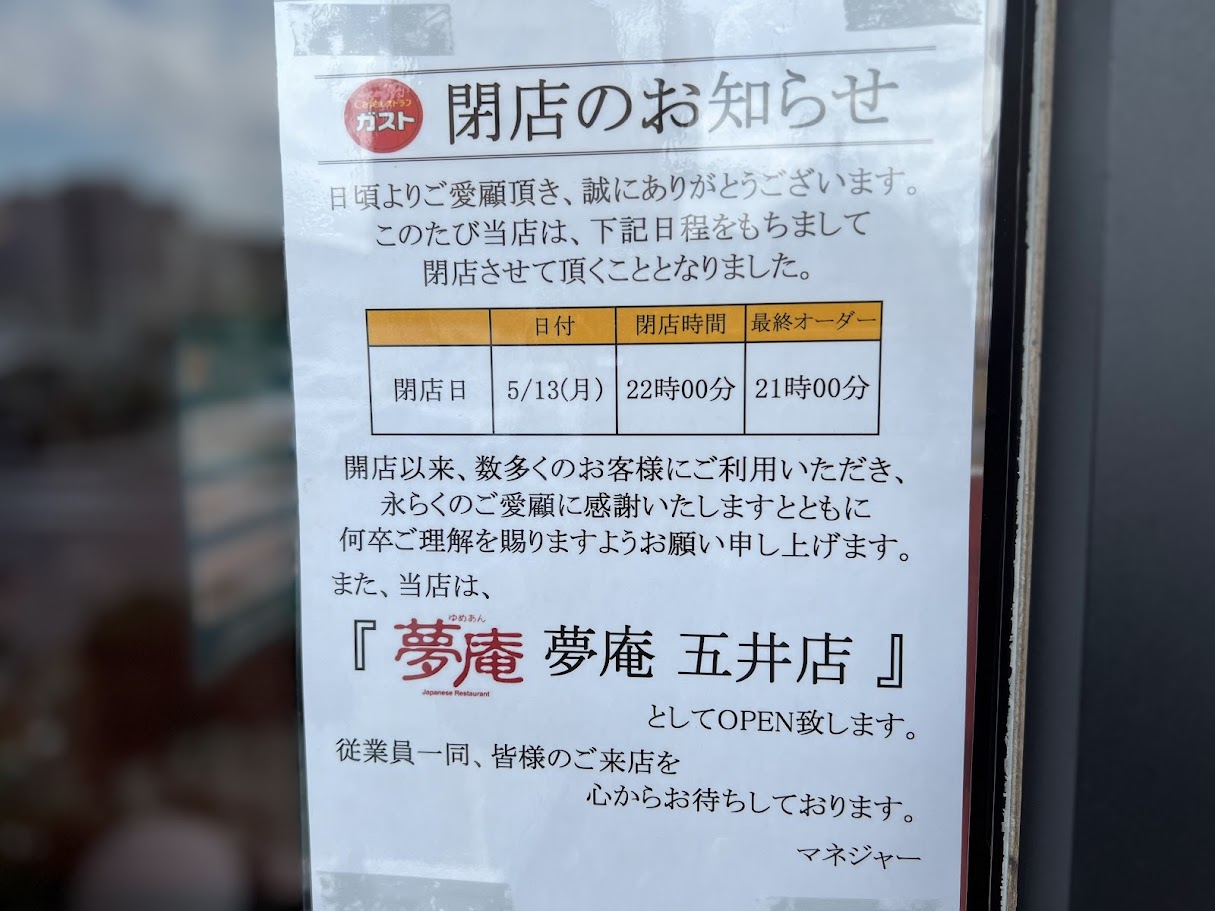 Caféレストラン
ガスト
閉店のお知らせ
日頃よりご愛顧頂き、誠にありがとうございます。
このたび当店は、下記日程をもちまして
閉店させて頂くこととなりました。
日付 閉店時間 最終オーダー
閉店日 5/13(月) 22時00分 21時00分
開店以来、数多くのお客様にご利用いただき、
永らくのご愛顧に感謝いたしますとともに
何卒ご理解を賜りますようお願い申し上げます。
また、当店は、
ゆめあん
『 夢庵 夢庵 五井店 』
Japanese Restaurant
としてOPEN致します。
従業員一同、皆様のご来店を
心からお待ちしております。
マネジャー